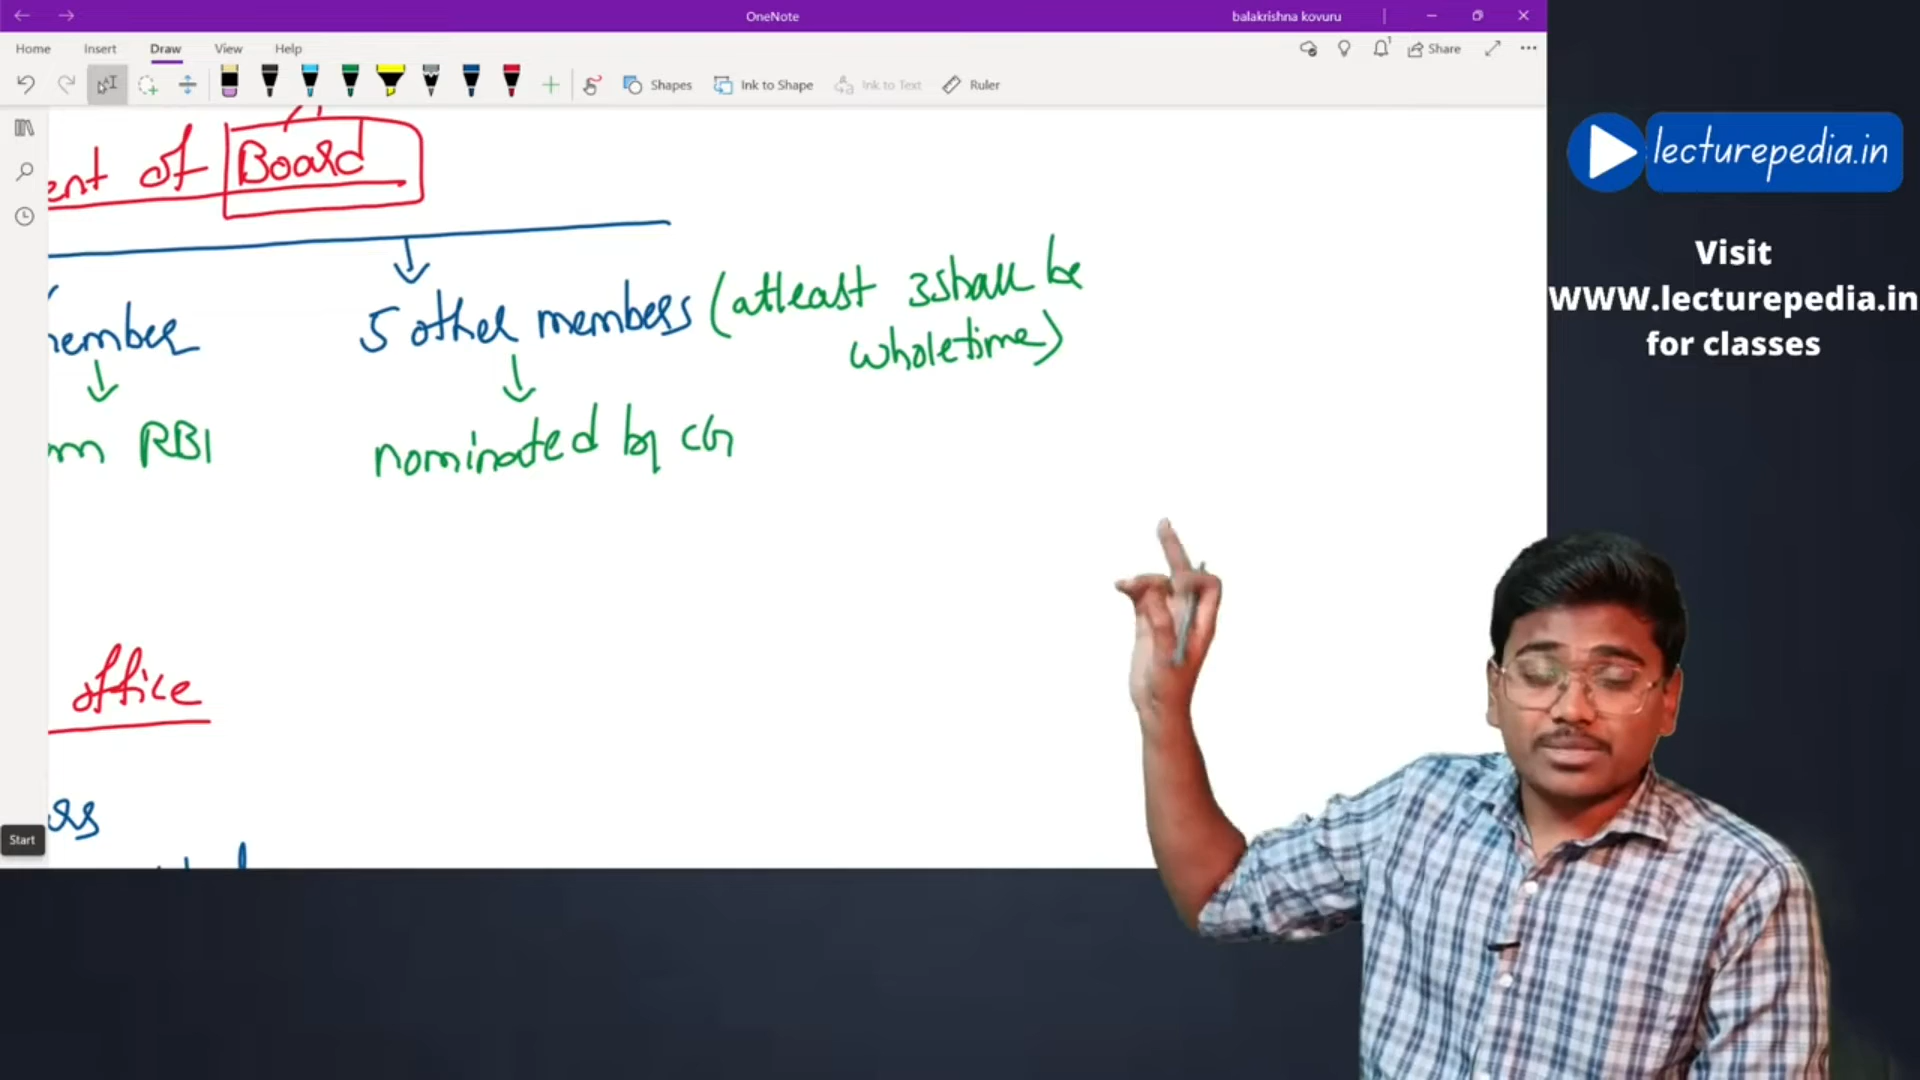 OneNote
balakrishna kovuru
Home Insert Draw View Help
1
Share
Shapes Ink to Shape Ink to Text Ruler
ent of Board
ember
5 other members (atleast 3 shall be
wholetime)
m RBI
nominated by CG
office
Start
lecturepedia.in
Visit
WWW.lecturepedia.in
for classes